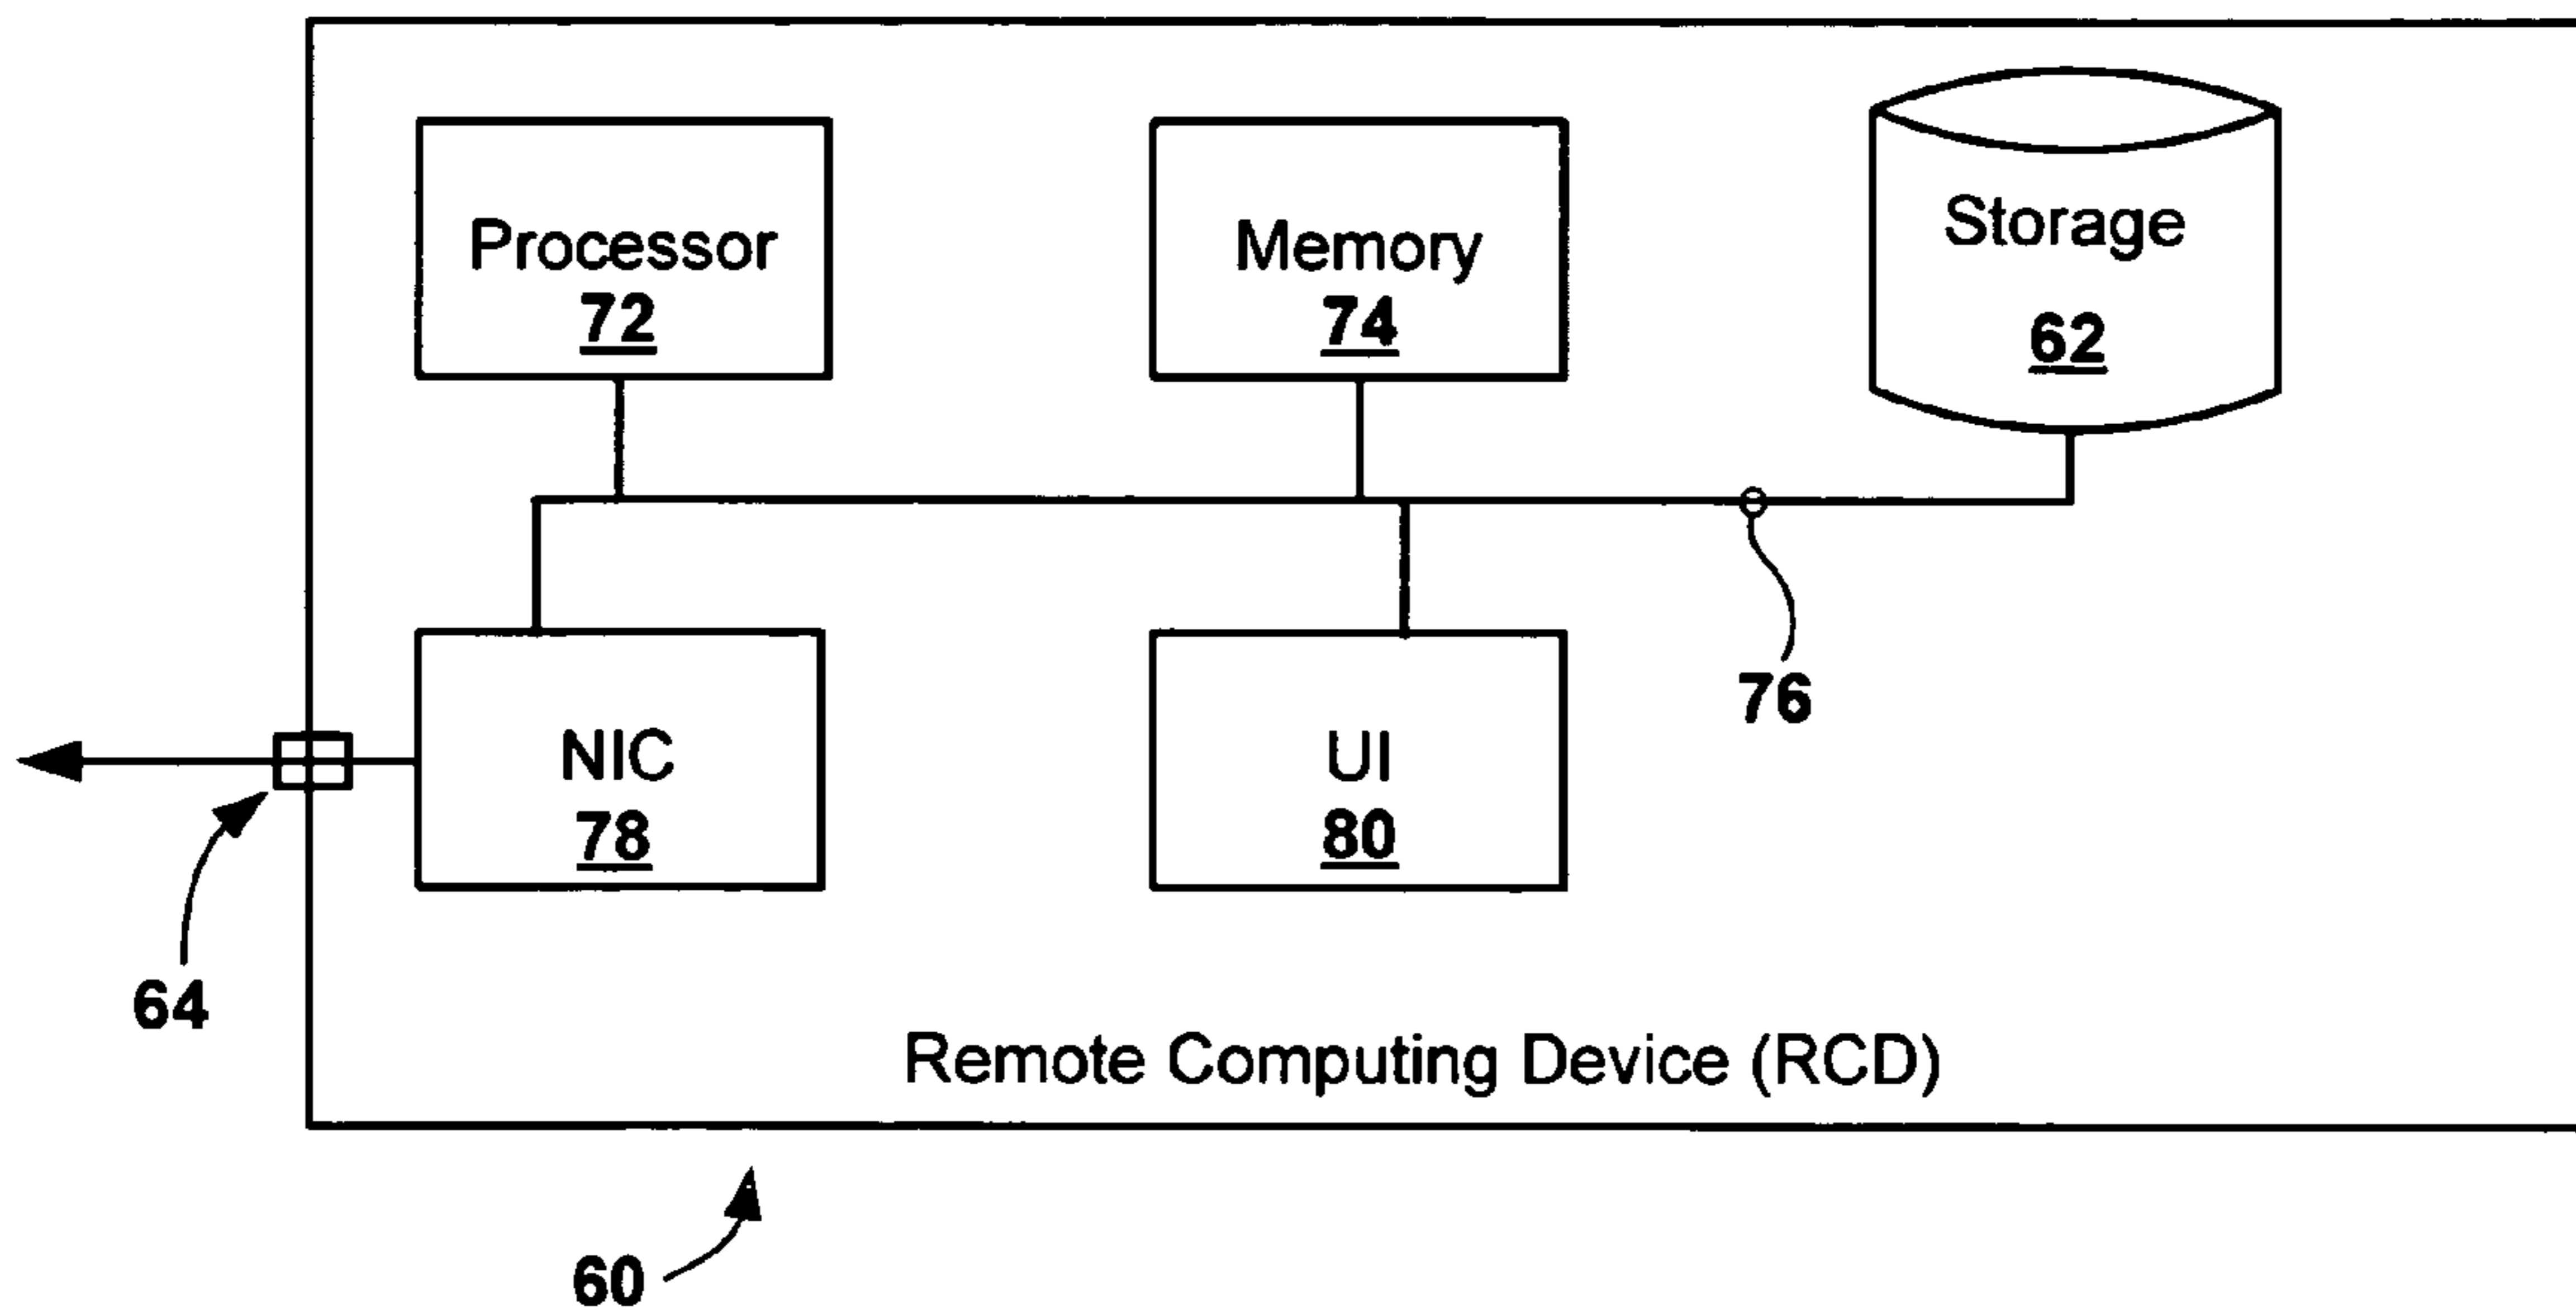 Processor
72
Memory
74
Storage
62
76
NIC
78
UI
80
64
Remote Computing Device (RCD)
60